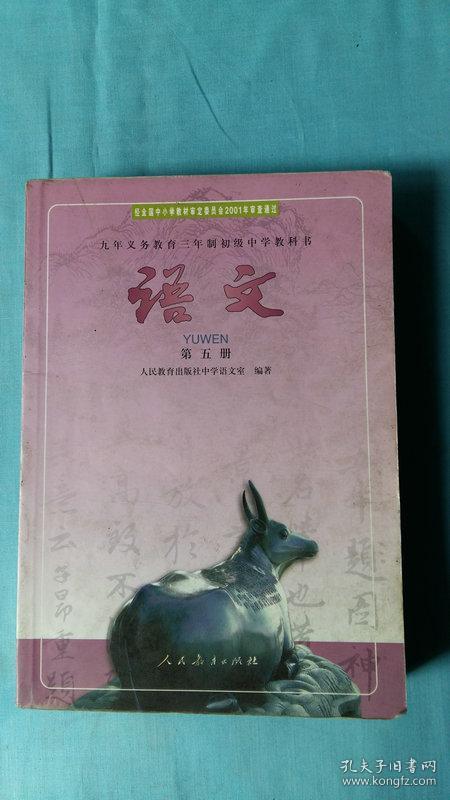 经全国中小学教材审定委员会2001年审查通过
九年义务教育三年制初级中学教科书
语文
YUWEN
第五册
人民教育出版社中学语文室 编著
人民教育出版社
孔夫子旧书网
www.kongfz.com